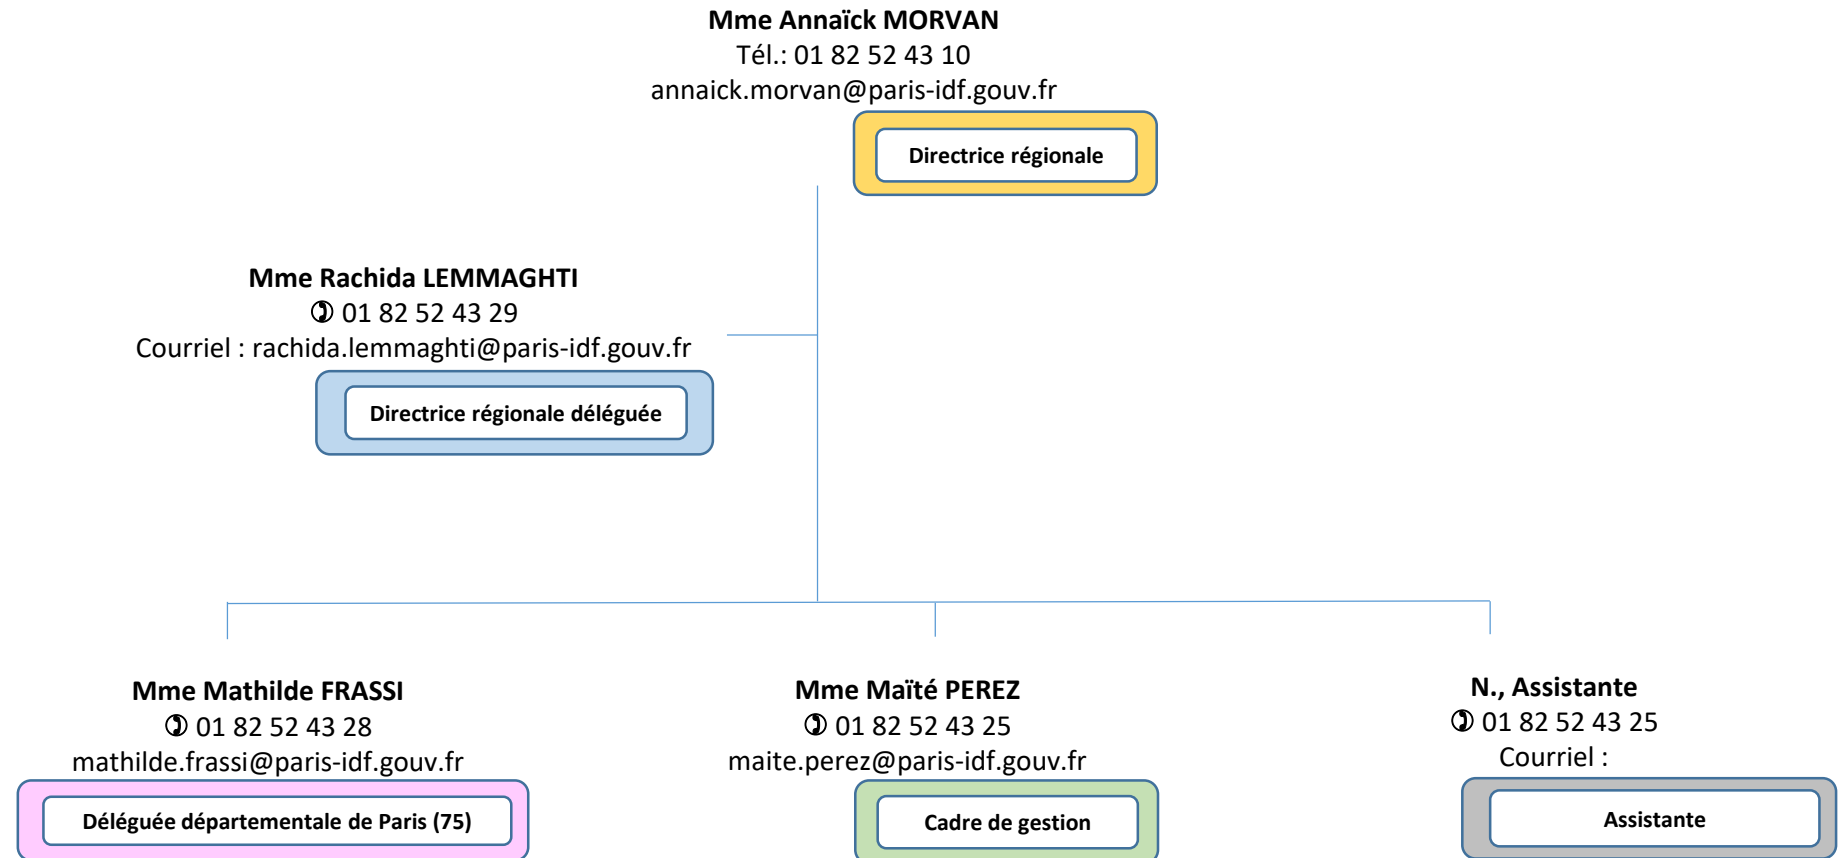 Mme Annaïck MORVAN
Tél.: 01 82 52 43 10
annaick.morvan@paris-idf.gouv.fr
Directrice régionale
Mme Rachida LEMMAGHTI
✆ 01 82 52 43 29
Courriel : rachida.lemmaghti@paris-idf.gouv.fr
Directrice régionale déléguée
Mme Mathilde FRASSI
✆ 01 82 52 43 28
mathilde.frassi@paris-idf.gouv.fr
Déléguée départementale de Paris (75)
Mme Maïté PEREZ
✆ 01 82 52 43 25
maite.perez@paris-idf.gouv.fr
Cadre de gestion
N., Assistante
✆ 01 82 52 43 25
Courriel :
Assistante